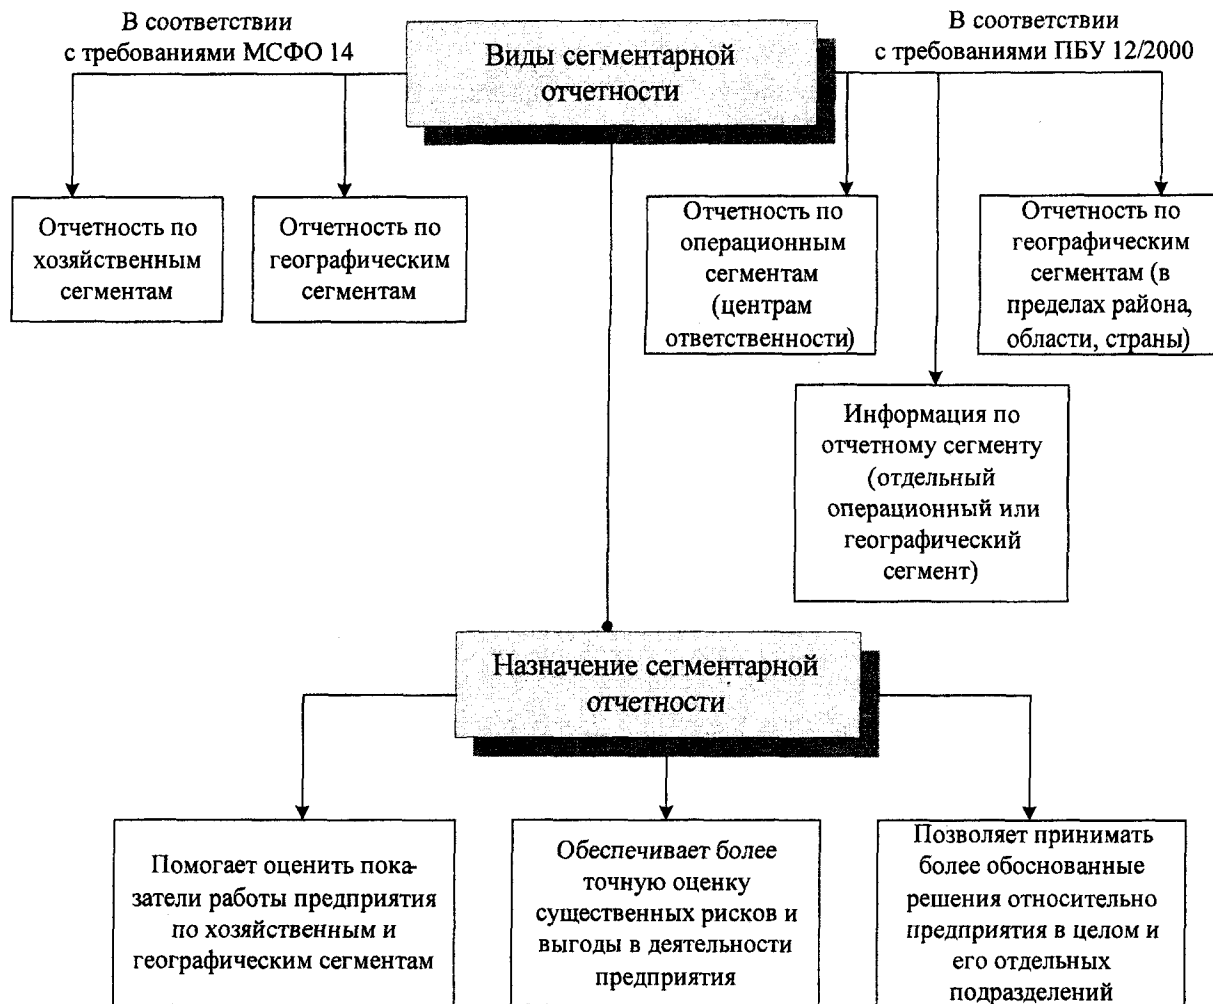 В соответствии
с требованиями МСФО 14
Виды сегментарной
отчетности
В соответствии
с требованиями ПБУ 12/2000
Отчетность по
хозяйственным
сегментам
Отчетность по
географическим
сегментам
Отчетность по
операционным
сегментам
(центрам
ответственности)
Отчетность по
географическим
сегментам (в
пределах района,
области, страны)
Информация по
отчетному сегменту
(отдельный
операционный или
географический
сегмент)
Назначение сегментарной
отчетности
Помогает оценить пока-
затели работы предприятия
по хозяйственным и
географическим сегментам
Обеспечивает более
точную оценку
существенных рисков и
выгоды в деятельности
предприятия
Позволяет принимать
более обоснованные
решения относительно
предприятия в целом и
его отдельных
подразделений